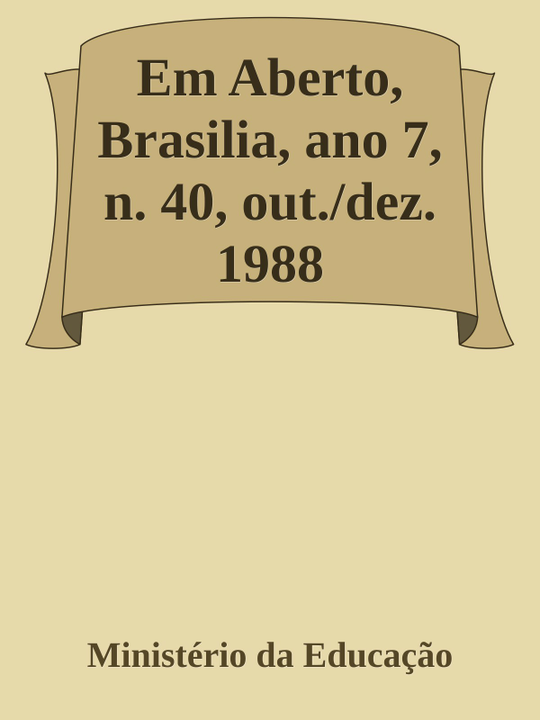 Em Aberto,
Brasilia, ano 7,
n. 40, out./dez.
1988
Ministério da Educação